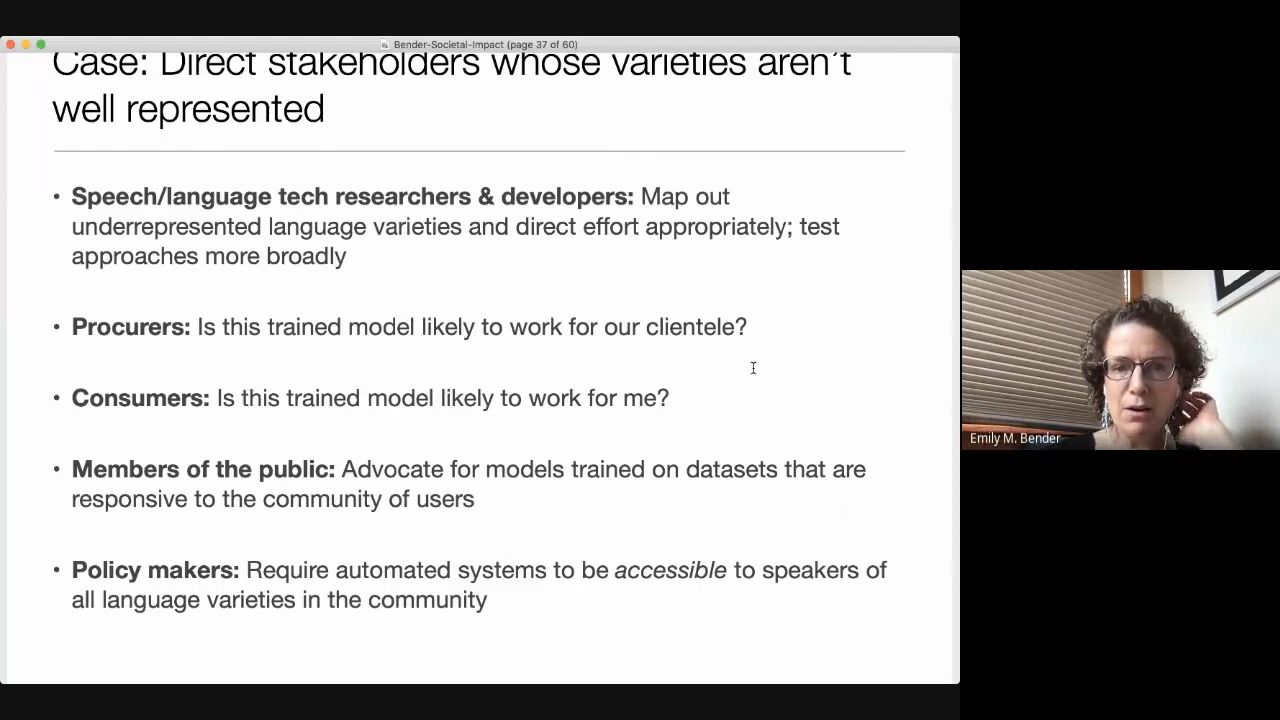 Bender-Societal-Impact (page 37 of 60)
Case: Direct stakeholders whose varieties aren't
well represented
• Speech/language tech researchers & developers: Map out
underrepresented language varieties and direct effort appropriately; test
approaches more broadly
• Procurers: Is this trained model likely to work for our clientele?
• Consumers: Is this trained model likely to work for me?
• Members of the public: Advocate for models trained on datasets that are
responsive to the community of users
• Policy makers: Require automated systems to be accessible to speakers of
all language varieties in the community
Emily M. Bender